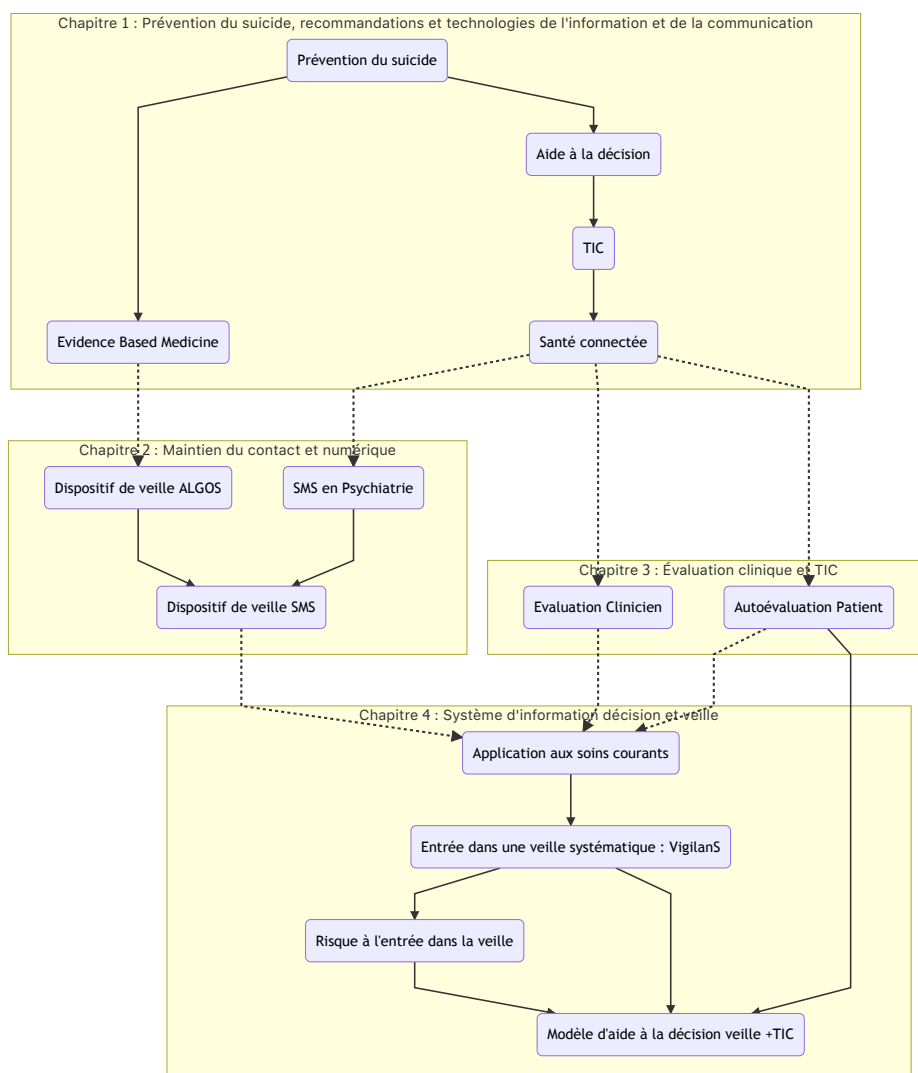 Chapitre 1 : Prévention du suicide, recommandations et technologies de l'information et de la communication
Prévention du suicide
Aide à la décision
TIC
Evidence Based Medicine
Santé connectée
Chapitre 2 : Maintien du contact et numérique
Dispositif de veille ALGOS
SMS en Psychiatrie
Dispositif de veille SMS
Chapitre 3 : Évaluation clinique et TIC
Evaluation Clinicien
Autoévaluation Patient
Chapitre 4 : Système d'information décision et veille
Application aux soins courants
Entrée dans une veille systématique : VigilanS
Risque à l'entrée dans la veille
Modèle d'aide à la décision veille +TIC